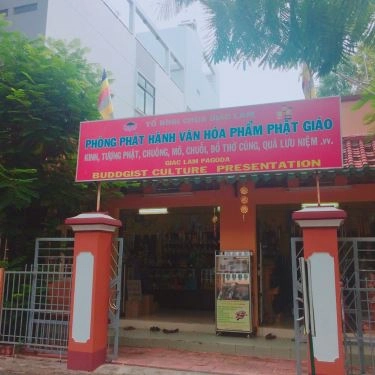 TỔ ĐÌNH CHÙA GIÁC LÂM
PHÒNG PHÁT HÀNH VĂN HÓA PHẨM PHẬT GIÁO
KINH, TƯỢNG PHẬT, CHUÔNG, MÕ, CHUỖI, ĐỒ THỜ CÚNG, QUÀ LƯU NIỆM .vv.
GIAC LAM PAGODA
BUDDGIST CULTURE PRESENTATION